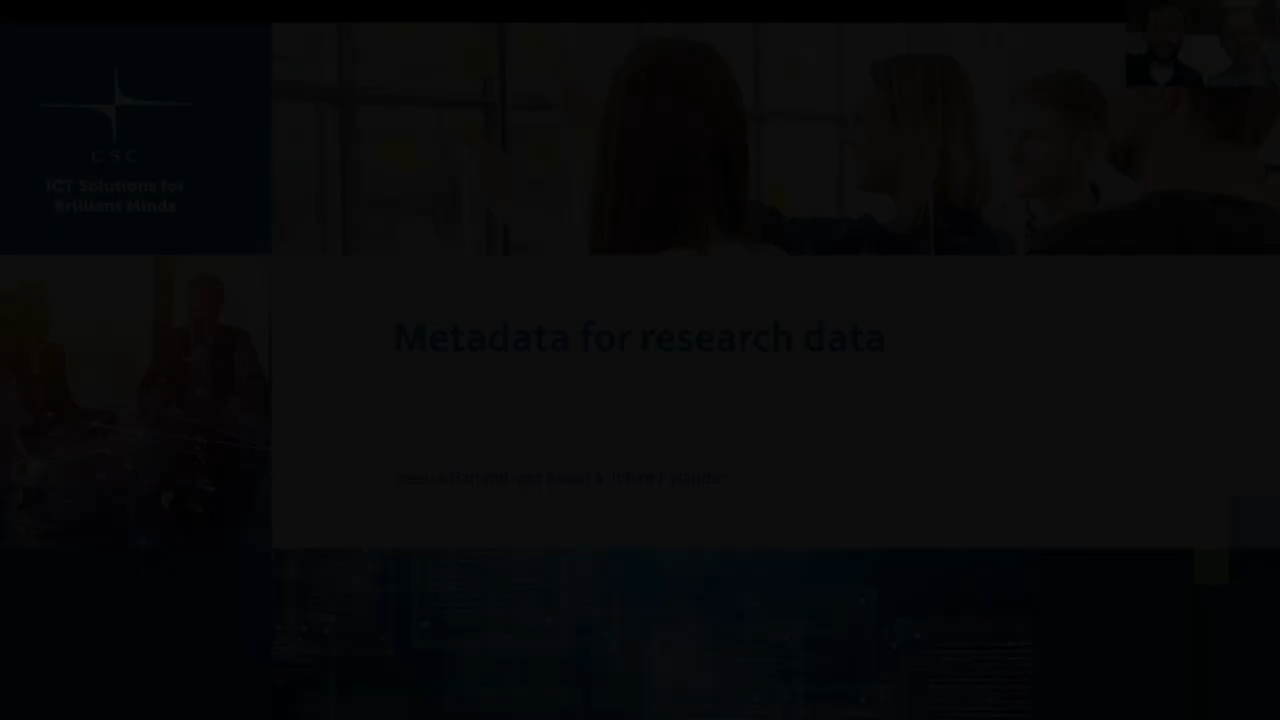 CSC
ICT Solutions for
Brilliant Minds
Metadata for research data